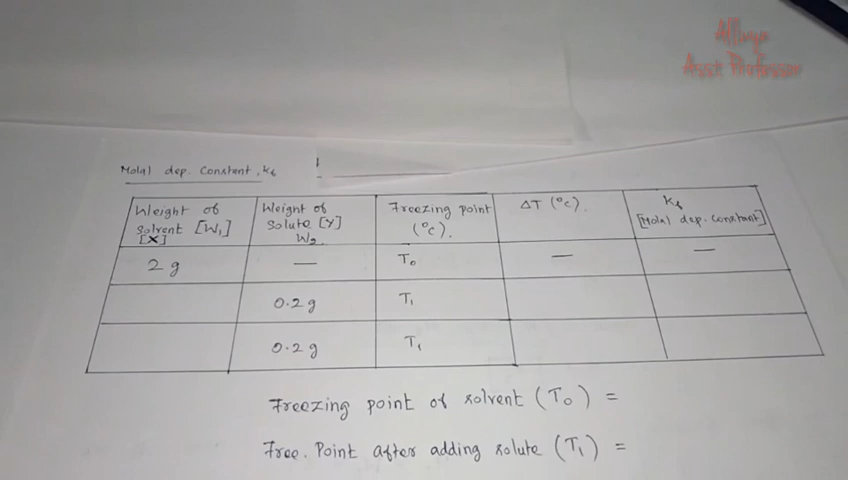 Molal dep. Constant, kf
Weight of solvent [W1] [X]
Weight of solute [Y] W2
Freezing point (°C).
ΔT (°C).
Kf [Molal dep. constant]
2 g — T0 — —
0.2 g T1
0.2 g T1
Freezing point of solvent (T0) =
Free. Point after adding solute (T1) =